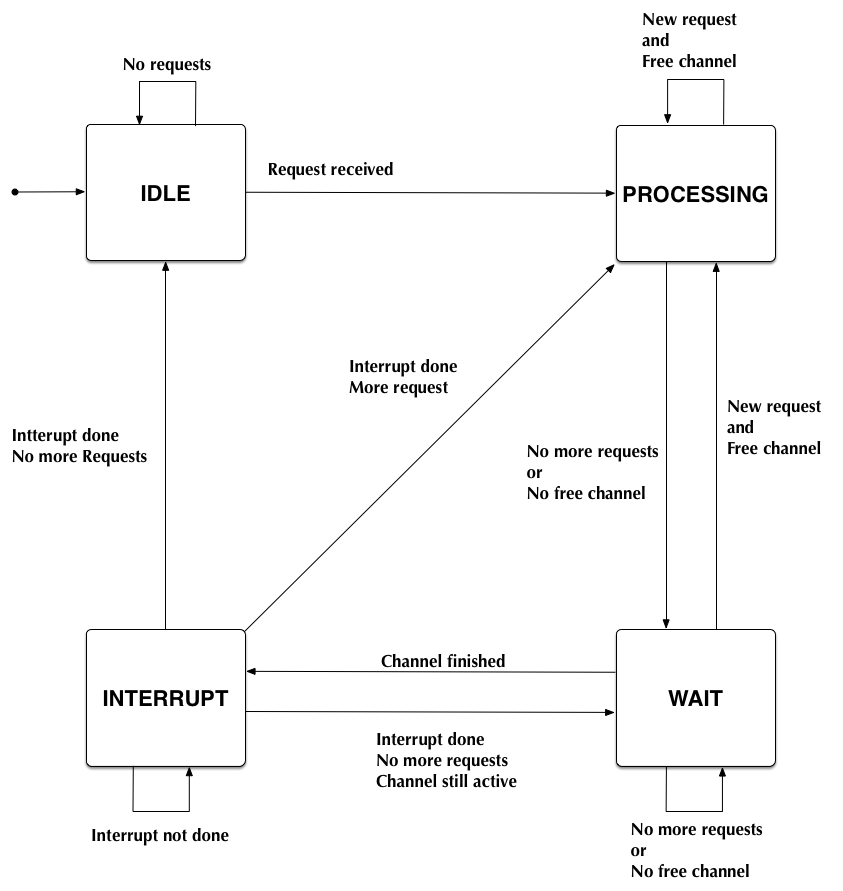 New request
and
Free channel
No requests
IDLE
Request received
PROCESSING
Interrupt done
More request
Intterupt done
No more Requests
New request
and
Free channel
No more requests
or
No free channel
INTERRUPT
Channel finished
WAIT
Interrupt done
No more requests
Channel still active
Interrupt not done
No more requests
or
No free channel